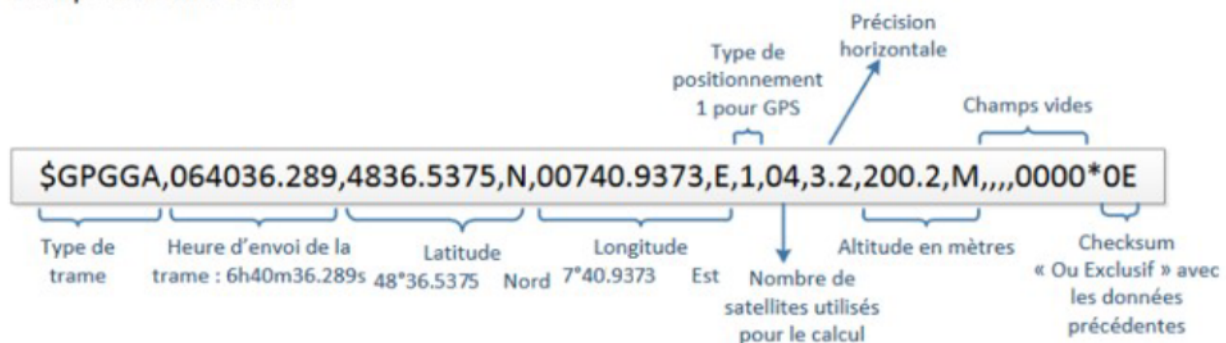 Précision
horizontale
Type de
positionnement
1 pour GPS
Champs vides
$GPGGA,064036.289,4836.5375,N,00740.9373,E,1,04,3.2,200.2,M,,,,0000*0E
Type de
trame
Heure d'envoi de la
trame : 6h40m36.289s
Latitude
48°36.5375 Nord
Longitude
7°40.9373 Est
Nombre de
satellites utilisés
pour le calcul
Altitude en mètres
Checksum
« Ou Exclusif » avec
les données
précédentes